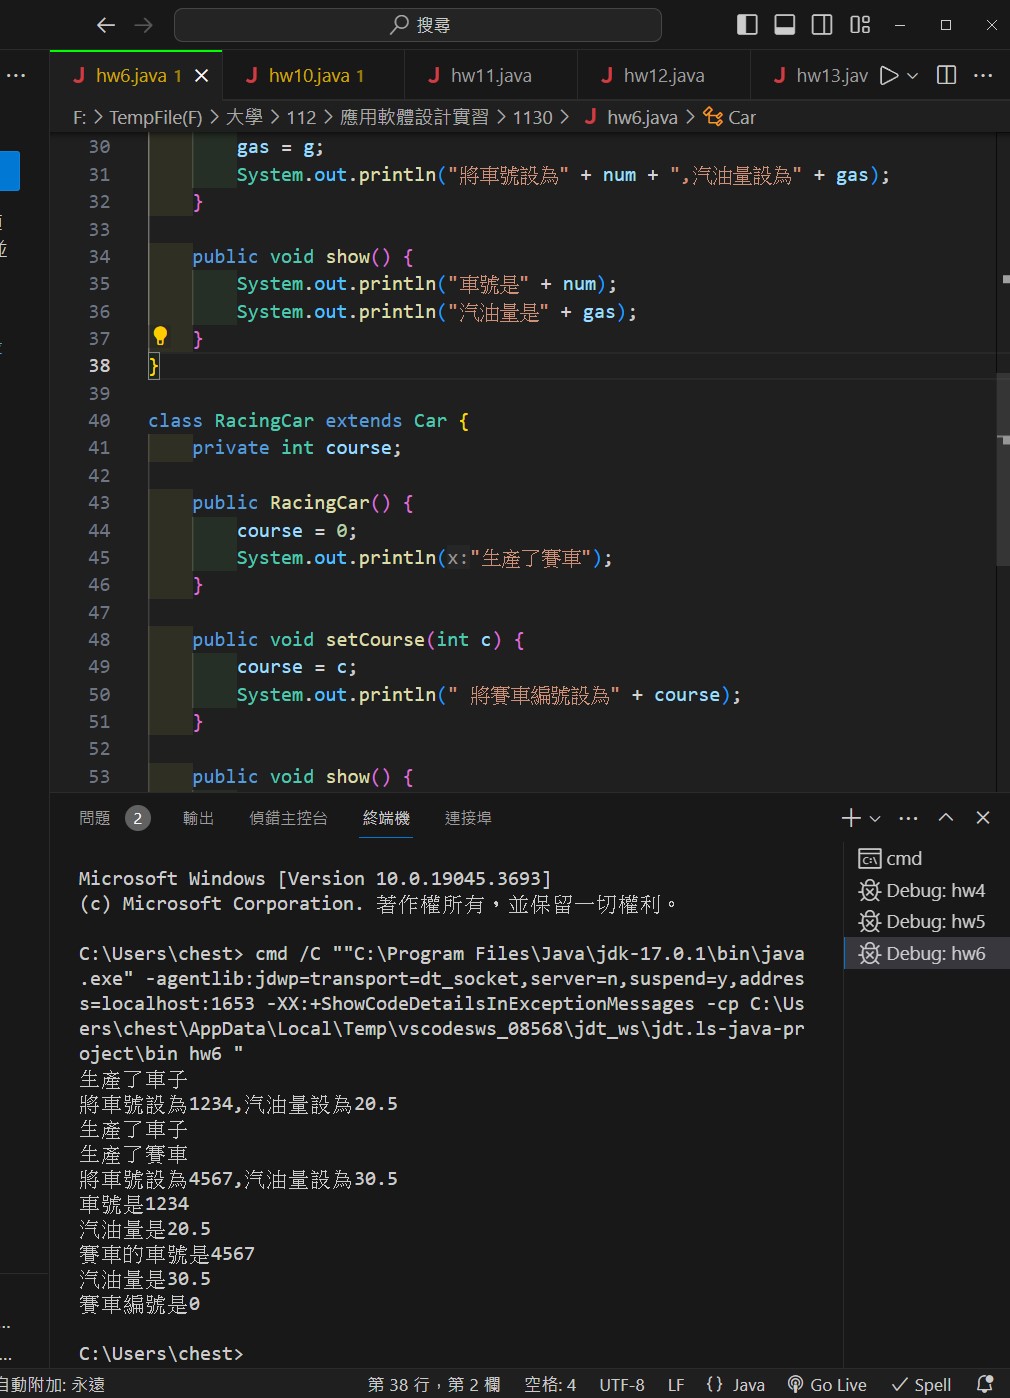 搜尋
hw6.java 1
hw10.java 1
hw11.java
hw12.java
hw13.jav
F: > TempFile(F) > 大學 > 112 > 應用軟體設計實習 > 1130 > J hw6.java > Car
30 gas = g;
31 System.out.println("將車號設為" + num + ",汽油量設為" + gas);
32 }
33
34 public void show() {
35 System.out.println("車號是" + num);
36 System.out.println("汽油量是" + gas);
37 }
38 }
39
40 class RacingCar extends Car {
41 private int course;
42
43 public RacingCar() {
44 course = 0;
45 System.out.println(x:"生產了賽車");
46 }
47
48 public void setCourse(int c) {
49 course = c;
50 System.out.println(" 將賽車編號設為" + course);
51 }
52
53 public void show() {
問題 2 輸出 偵錯主控台 終端機 連接埠
cmd
Debug: hw4
Debug: hw5
Debug: hw6
Microsoft Windows [Version 10.0.19045.3693]
(c) Microsoft Corporation. 著作權所有，並保留一切權利。
C:\Users\chest> cmd /C ""C:\Program Files\Java\jdk-17.0.1\bin\java
.exe" -agentlib:jdwp=transport=dt_socket,server=n,suspend=y,addres
s=localhost:1653 -XX:+ShowCodeDetailsInExceptionMessages -cp C:\Us
ers\chest\AppData\Local\Temp\vscodesws_08568\jdt_ws\jdt.ls-java-pr
oject\bin hw6 "
生產了車子
將車號設為1234,汽油量設為20.5
生產了車子
生產了賽車
將車號設為4567,汽油量設為30.5
車號是1234
汽油量是20.5
賽車的車號是4567
汽油量是30.5
賽車編號是0
C:\Users\chest>
自動附加: 永遠 第 38 行，第 2 欄 空格: 4 UTF-8 LF {} Java Go Live Spell